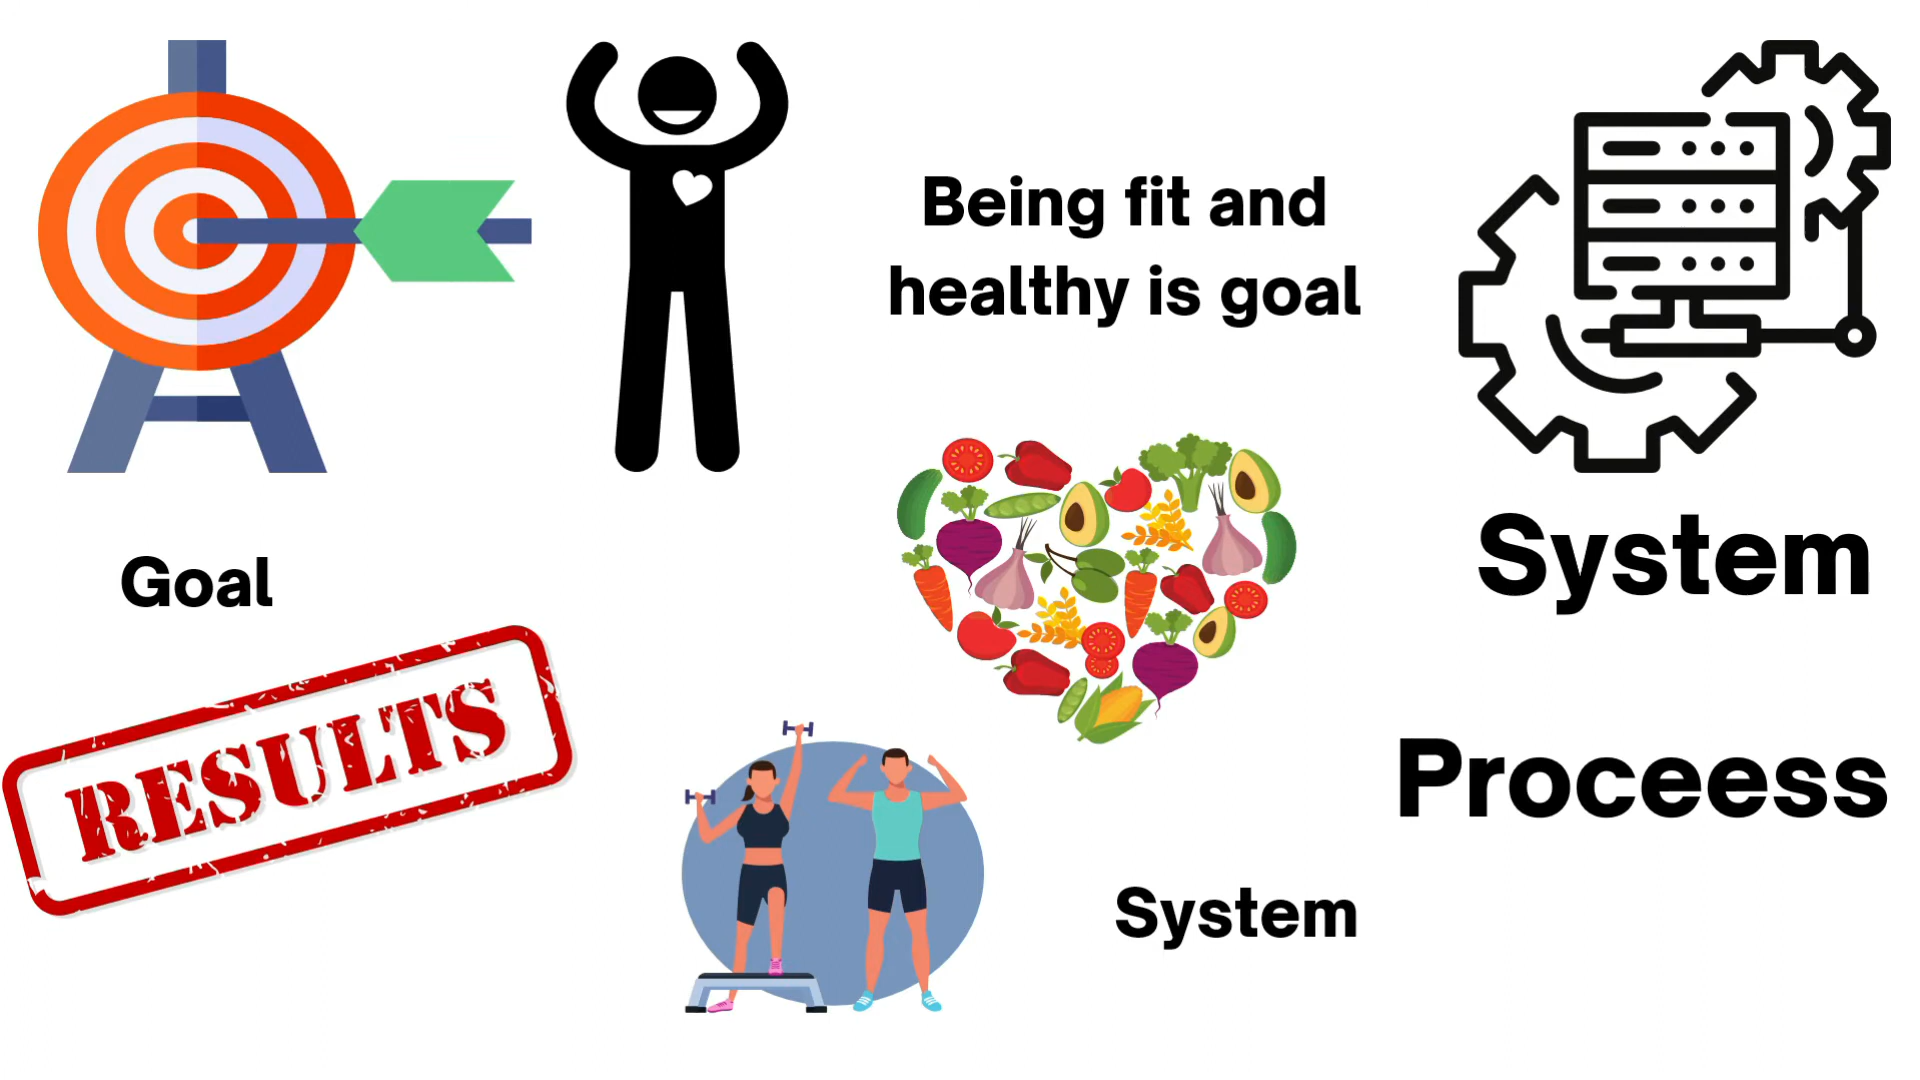 Being fit and
healthy is goal
Goal
System
RESULTS
Proceess
System